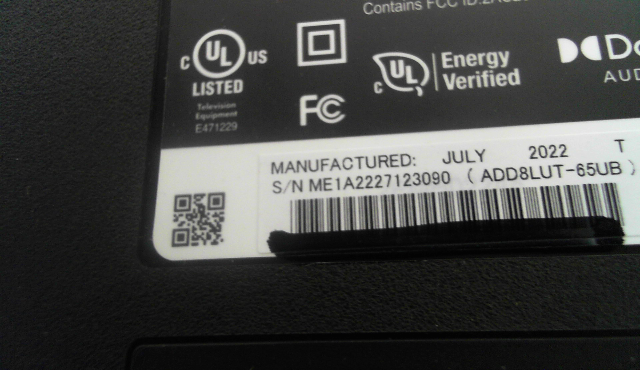 Contains FCC ID:
C UL US
LISTED
Television
Equipment
E471229
FC
C UL
Energy
Verified
AUD
MANUFACTURED: JULY 2022 T
S/N ME1A2227123090 ( ADD8LUT-65UB )